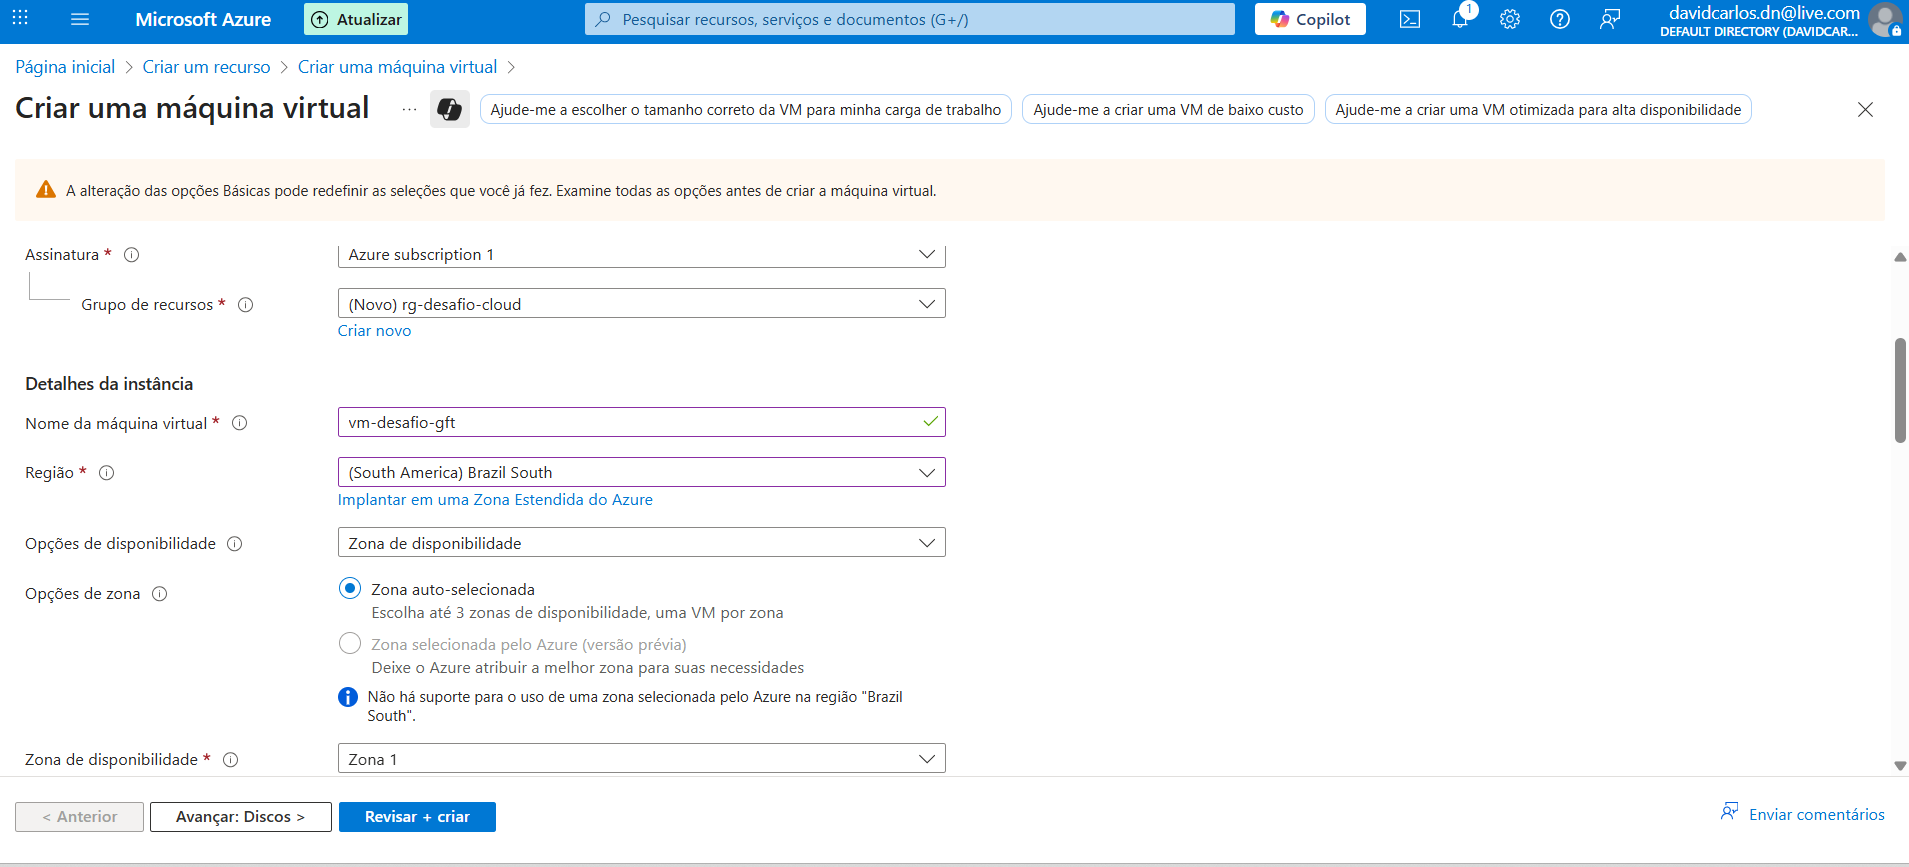 Microsoft Azure
Atualizar
Pesquisar recursos, serviços e documentos (G+/)
Copilot
1
davidcarlos.dn@live.com
DEFAULT DIRECTORY (DAVIDCAR...
Página inicial > Criar um recurso > Criar uma máquina virtual >
Criar uma máquina virtual
...
Ajude-me a escolher o tamanho correto da VM para minha carga de trabalho
Ajude-me a criar uma VM de baixo custo
Ajude-me a criar uma VM otimizada para alta disponibilidade
A alteração das opções Básicas pode redefinir as seleções que você já fez. Examine todas as opções antes de criar a máquina virtual.
Assinatura *
Azure subscription 1
Grupo de recursos *
(Novo) rg-desafio-cloud
Criar novo
Detalhes da instância
Nome da máquina virtual *
vm-desafio-gft
Região *
(South America) Brazil South
Implantar em uma Zona Estendida do Azure
Opções de disponibilidade
Zona de disponibilidade
Opções de zona
Zona auto-selecionada
Escolha até 3 zonas de disponibilidade, uma VM por zona
Zona selecionada pelo Azure (versão prévia)
Deixe o Azure atribuir a melhor zona para suas necessidades
Não há suporte para o uso de uma zona selecionada pelo Azure na região "Brazil
South".
Zona de disponibilidade *
Zona 1
< Anterior
Avançar: Discos >
Revisar + criar
Enviar comentários